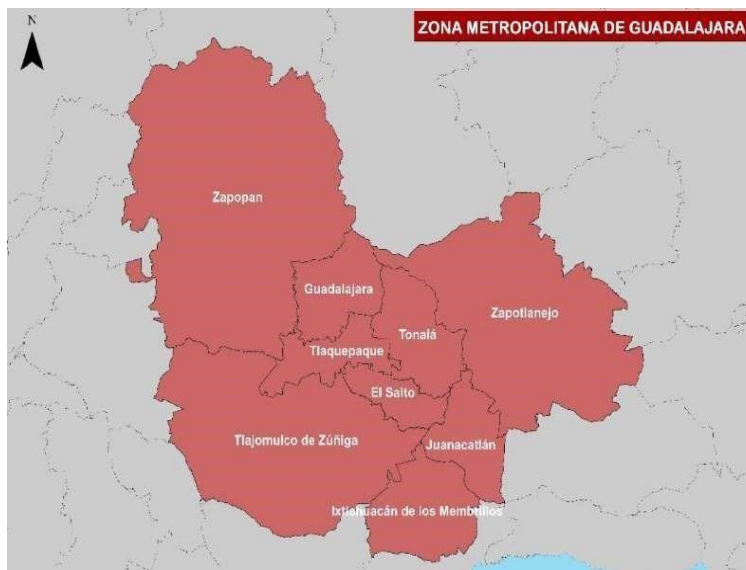 N
ZONA METROPOLITANA DE GUADALAJARA
Zapopan
Guadalajara
Zapotlanejo
Tonalá
Tlaquepaque
El Salto
Tlajomulco de Zúñiga
Juanacatlán
Ixtlahuacán de los Membrillos